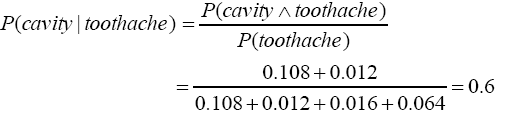 P(cavity | toothache) = P(cavity ∧ toothache) / P(toothache)
= 0.108 + 0.012 / 0.108 + 0.012 + 0.016 + 0.064 = 0.6